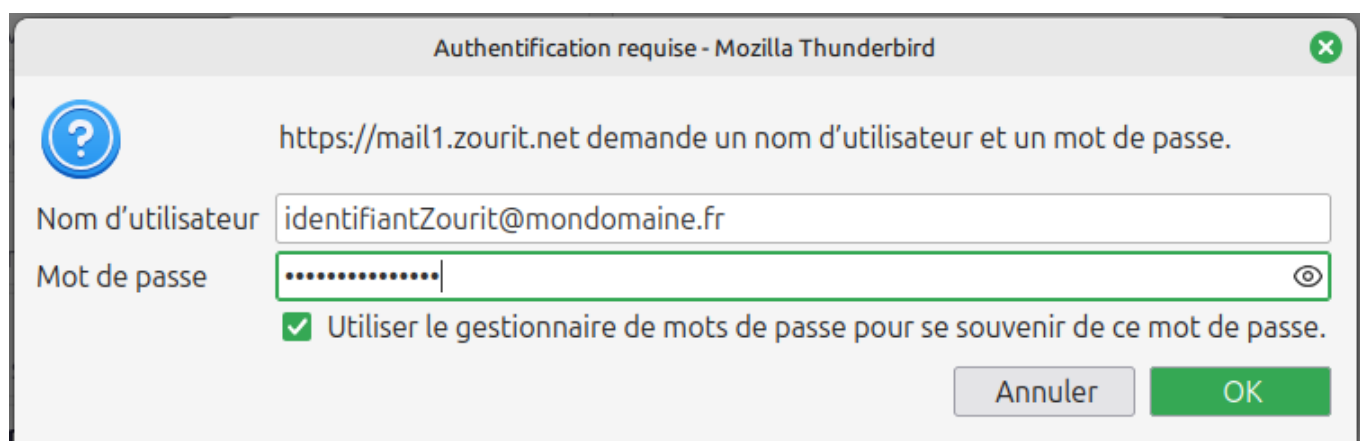 Authentification requise - Mozilla Thunderbird
https://mail1.zourit.net demande un nom d’utilisateur et un mot de passe.
Nom d’utilisateur identifiantZourit@mondomaine.fr
Mot de passe •••••••••••••••
Utiliser le gestionnaire de mots de passe pour se souvenir de ce mot de passe.
Annuler OK